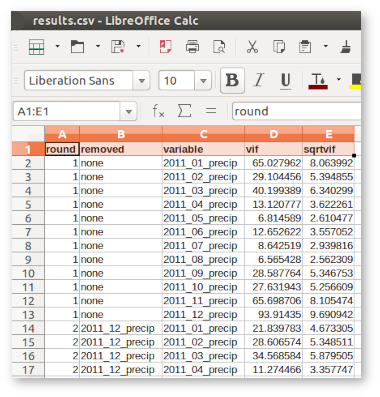 results.csv - LibreOffice Calc
Liberation Sans 10 B I U T
A1:E1 fx Σ = round
A B C D E
1 round removed variable vif sqrtvif
2 1 none 2011_01_precip 65.027962 8.063992
3 1 none 2011_02_precip 29.104456 5.394855
4 1 none 2011_03_precip 40.199389 6.340299
5 1 none 2011_04_precip 13.120777 3.622261
6 1 none 2011_05_precip 6.814589 2.610477
7 1 none 2011_06_precip 12.652622 3.557052
8 1 none 2011_07_precip 8.642519 2.939816
9 1 none 2011_08_precip 6.565428 2.562309
10 1 none 2011_09_precip 28.587764 5.346753
11 1 none 2011_10_precip 27.631943 5.256609
12 1 none 2011_11_precip 65.698706 8.105474
13 1 none 2011_12_precip 93.91435 9.690942
14 2 2011_12_precip 2011_01_precip 21.839783 4.673305
15 2 2011_12_precip 2011_02_precip 28.606574 5.348511
16 2 2011_12_precip 2011_03_precip 34.568584 5.879505
17 2 2011_12_precip 2011_04_precip 11.274466 3.357747